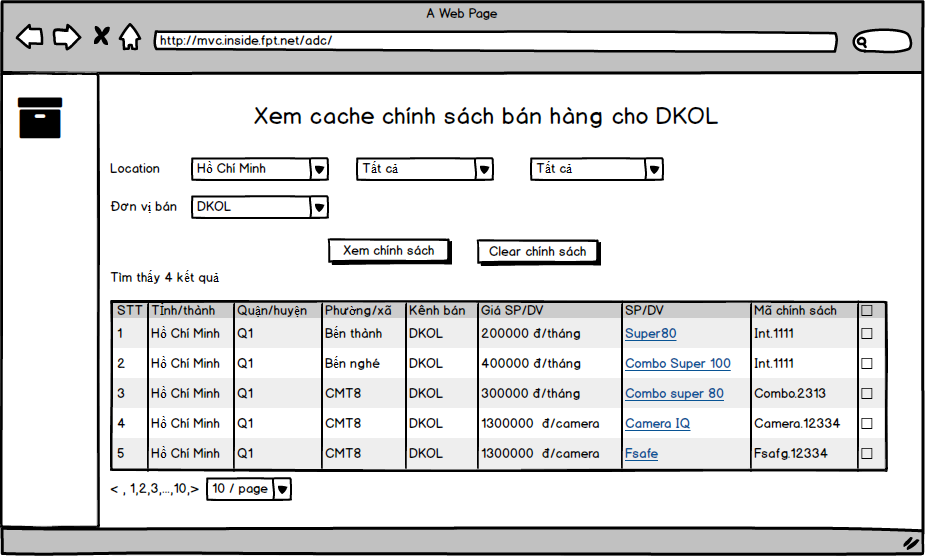 A Web Page
http://mvc.inside.fpt.net/adc/
Xem cache chính sách bán hàng cho DKOL
Location Hồ Chí Minh Tất cả Tất cả
Đơn vị bán DKOL
Xem chính sách Clear chính sách
Tìm thấy 4 kết quả
STT Tỉnh/thành Quận/huyện Phường/xã Kênh bán Giá SP/DV SP/DV Mã chính sách
1 Hồ Chí Minh Q1 Bến thành DKOL 200000 đ/tháng Super80 Int.1111
2 Hồ Chí Minh Q1 Bến nghé DKOL 400000 đ/tháng Combo Super 100 Int.1111
3 Hồ Chí Minh Q1 CMT8 DKOL 300000 đ/tháng Combo super 80 Combo.2313
4 Hồ Chí Minh Q1 CMT8 DKOL 1300000 đ/camera Camera IQ Camera.12334
5 Hồ Chí Minh Q1 CMT8 DKOL 1300000 đ/camera Fsafe Fsafg.12334
< , 1,2,3,...,10,> 10 / page